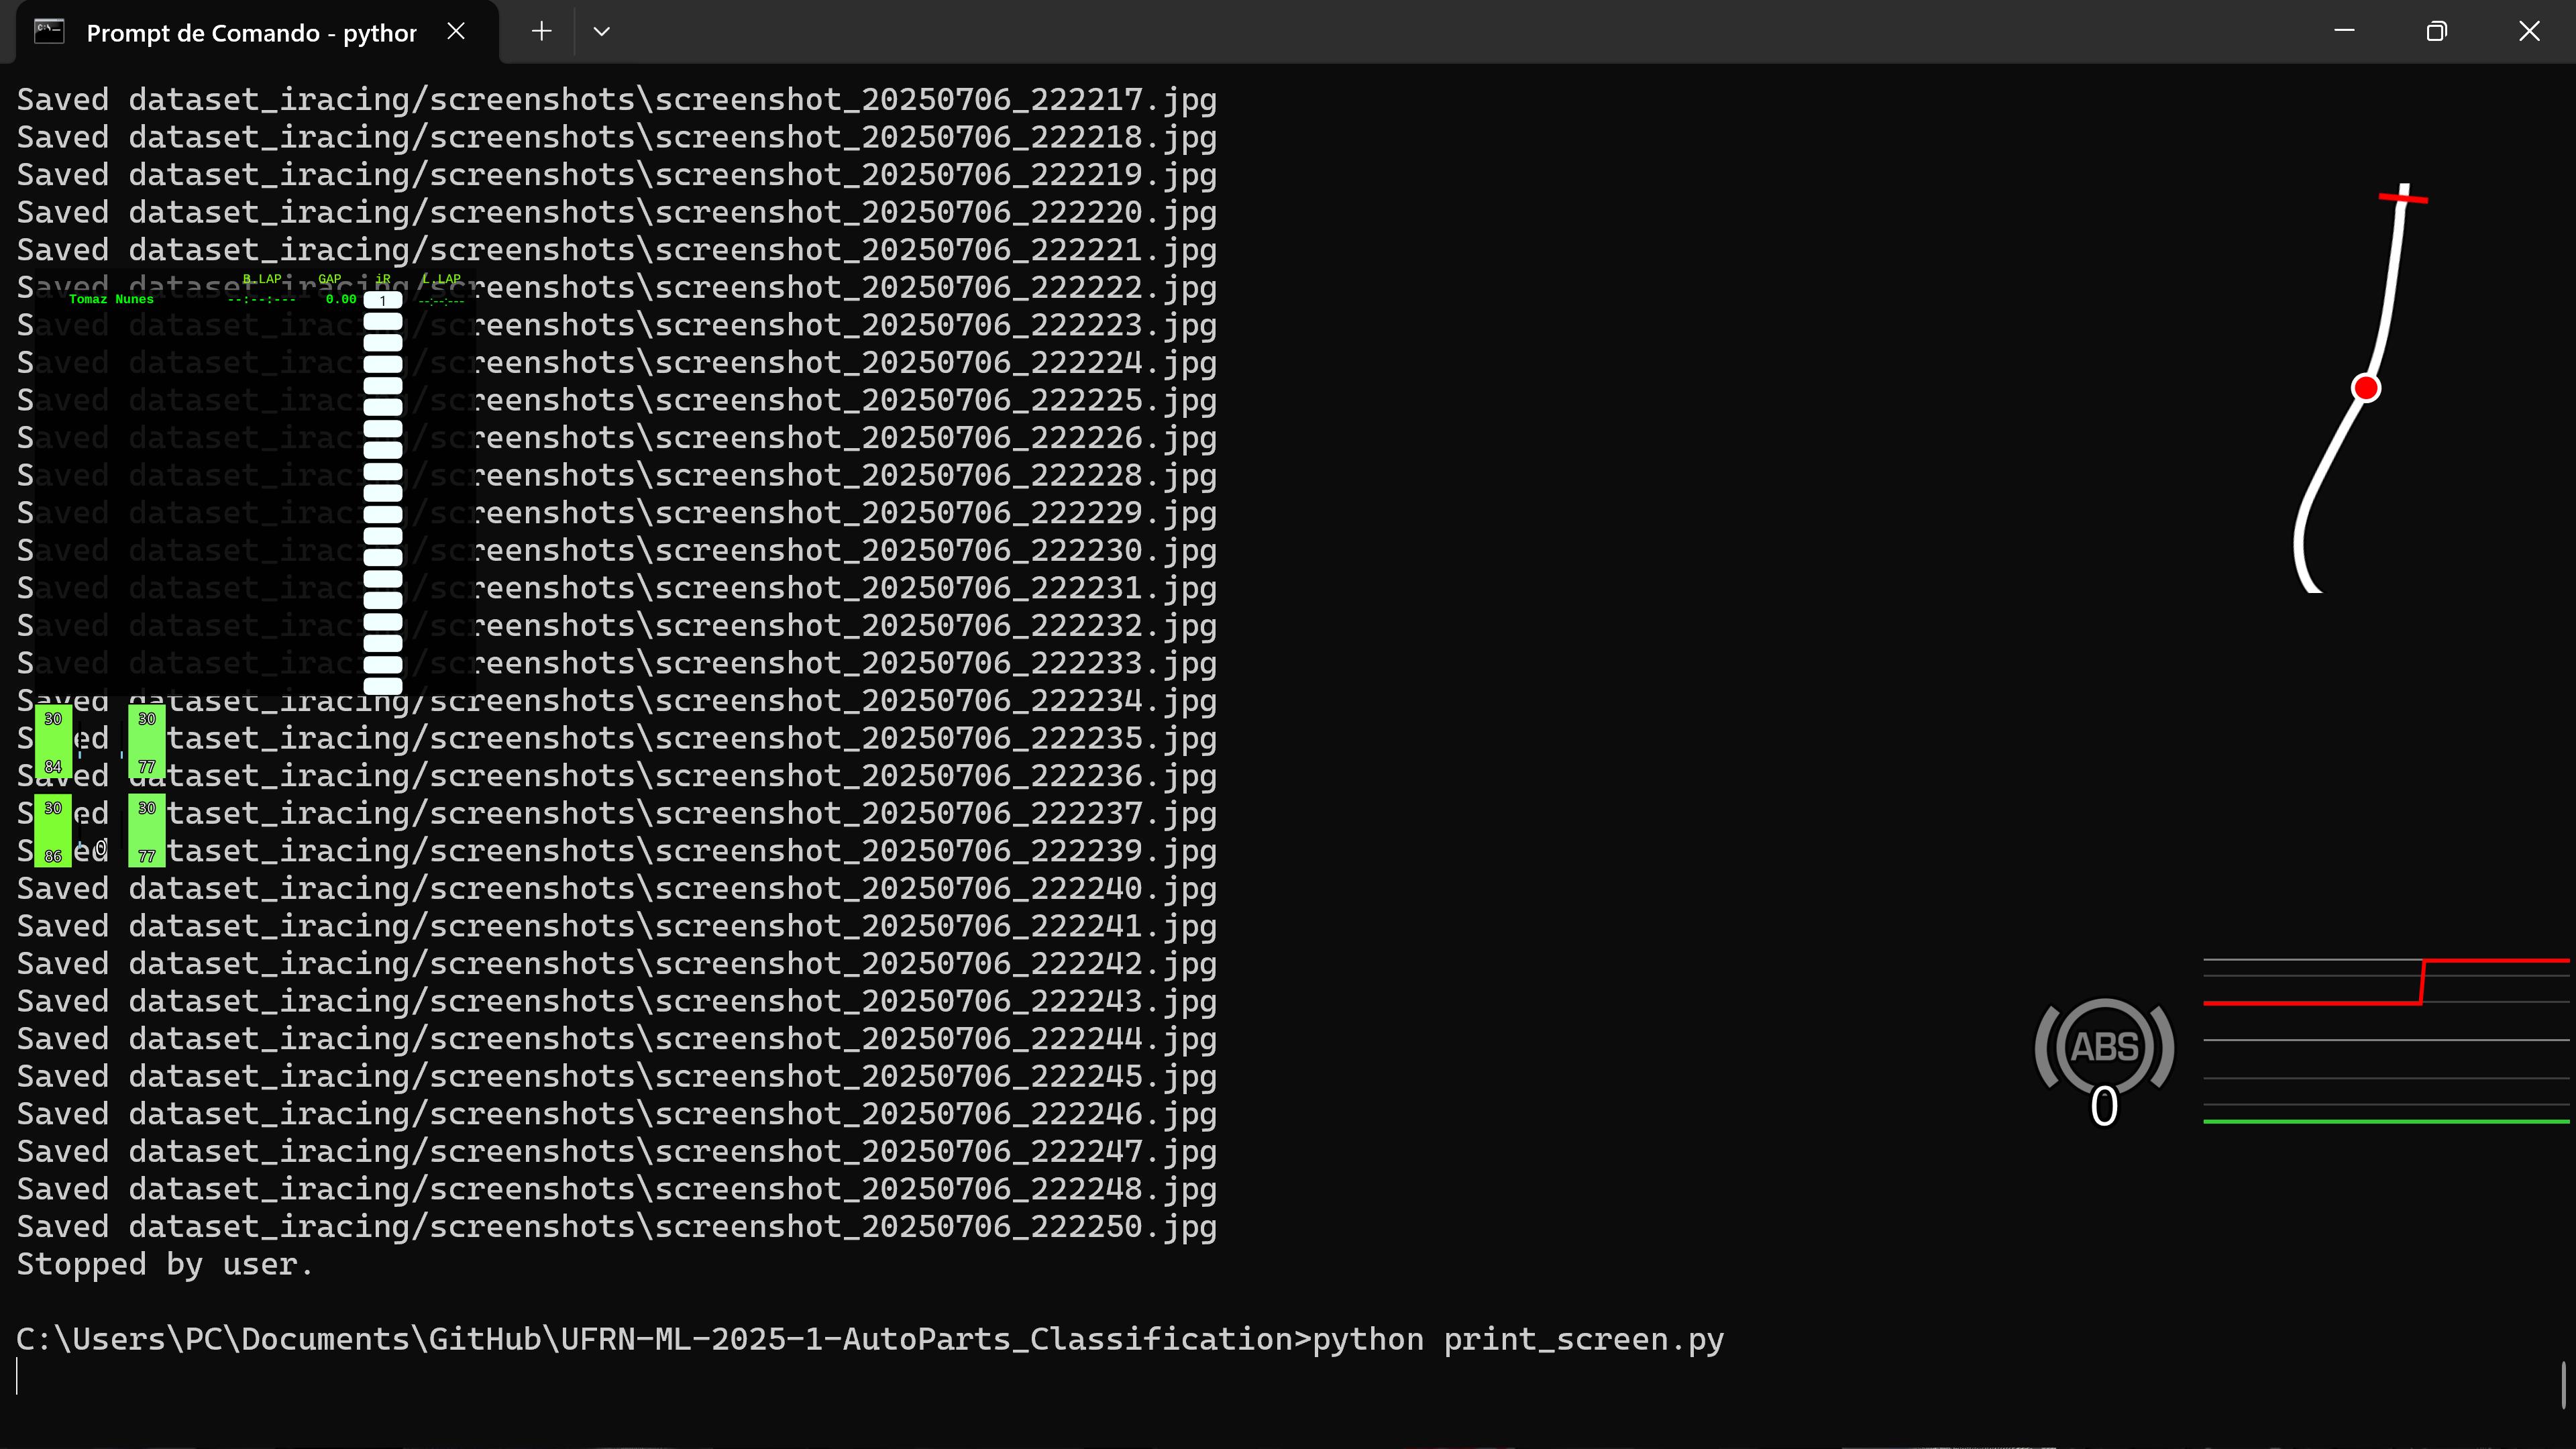 Prompt de Comando - python
Saved dataset_iracing/screenshots\screenshot_20250706_222217.jpg
Saved dataset_iracing/screenshots\screenshot_20250706_222218.jpg
Saved dataset_iracing/screenshots\screenshot_20250706_222219.jpg
Saved dataset_iracing/screenshots\screenshot_20250706_222220.jpg
Saved dataset_iracing/screenshots\screenshot_20250706_222221.jpg
B.LAP GAP iR L.LAP
Saved dataset_iracing/screenshots\screenshot_20250706_222222.jpg
Tomaz Nunes --:--:--- 0.00 1 --:--:---
Saved dataset_iracing/screenshots\screenshot_20250706_222223.jpg
Saved dataset_iracing/screenshots\screenshot_20250706_222224.jpg
Saved dataset_iracing/screenshots\screenshot_20250706_222225.jpg
Saved dataset_iracing/screenshots\screenshot_20250706_222226.jpg
Saved dataset_iracing/screenshots\screenshot_20250706_222228.jpg
Saved dataset_iracing/screenshots\screenshot_20250706_222229.jpg
Saved dataset_iracing/screenshots\screenshot_20250706_222230.jpg
Saved dataset_iracing/screenshots\screenshot_20250706_222231.jpg
Saved dataset_iracing/screenshots\screenshot_20250706_222232.jpg
Saved dataset_iracing/screenshots\screenshot_20250706_222233.jpg
Saved dataset_iracing/screenshots\screenshot_20250706_222234.jpg
30 30
Saved dataset_iracing/screenshots\screenshot_20250706_222235.jpg
84 77
Saved dataset_iracing/screenshots\screenshot_20250706_222236.jpg
30 30
Saved dataset_iracing/screenshots\screenshot_20250706_222237.jpg
86 0 77
Saved dataset_iracing/screenshots\screenshot_20250706_222239.jpg
Saved dataset_iracing/screenshots\screenshot_20250706_222240.jpg
Saved dataset_iracing/screenshots\screenshot_20250706_222241.jpg
Saved dataset_iracing/screenshots\screenshot_20250706_222242.jpg
Saved dataset_iracing/screenshots\screenshot_20250706_222243.jpg
Saved dataset_iracing/screenshots\screenshot_20250706_222244.jpg
ABS
Saved dataset_iracing/screenshots\screenshot_20250706_222245.jpg
0
Saved dataset_iracing/screenshots\screenshot_20250706_222246.jpg
Saved dataset_iracing/screenshots\screenshot_20250706_222247.jpg
Saved dataset_iracing/screenshots\screenshot_20250706_222248.jpg
Saved dataset_iracing/screenshots\screenshot_20250706_222250.jpg
Stopped by user.
C:\Users\PC\Documents\GitHub\UFRN-ML-2025-1-AutoParts_Classification>python print_screen.py